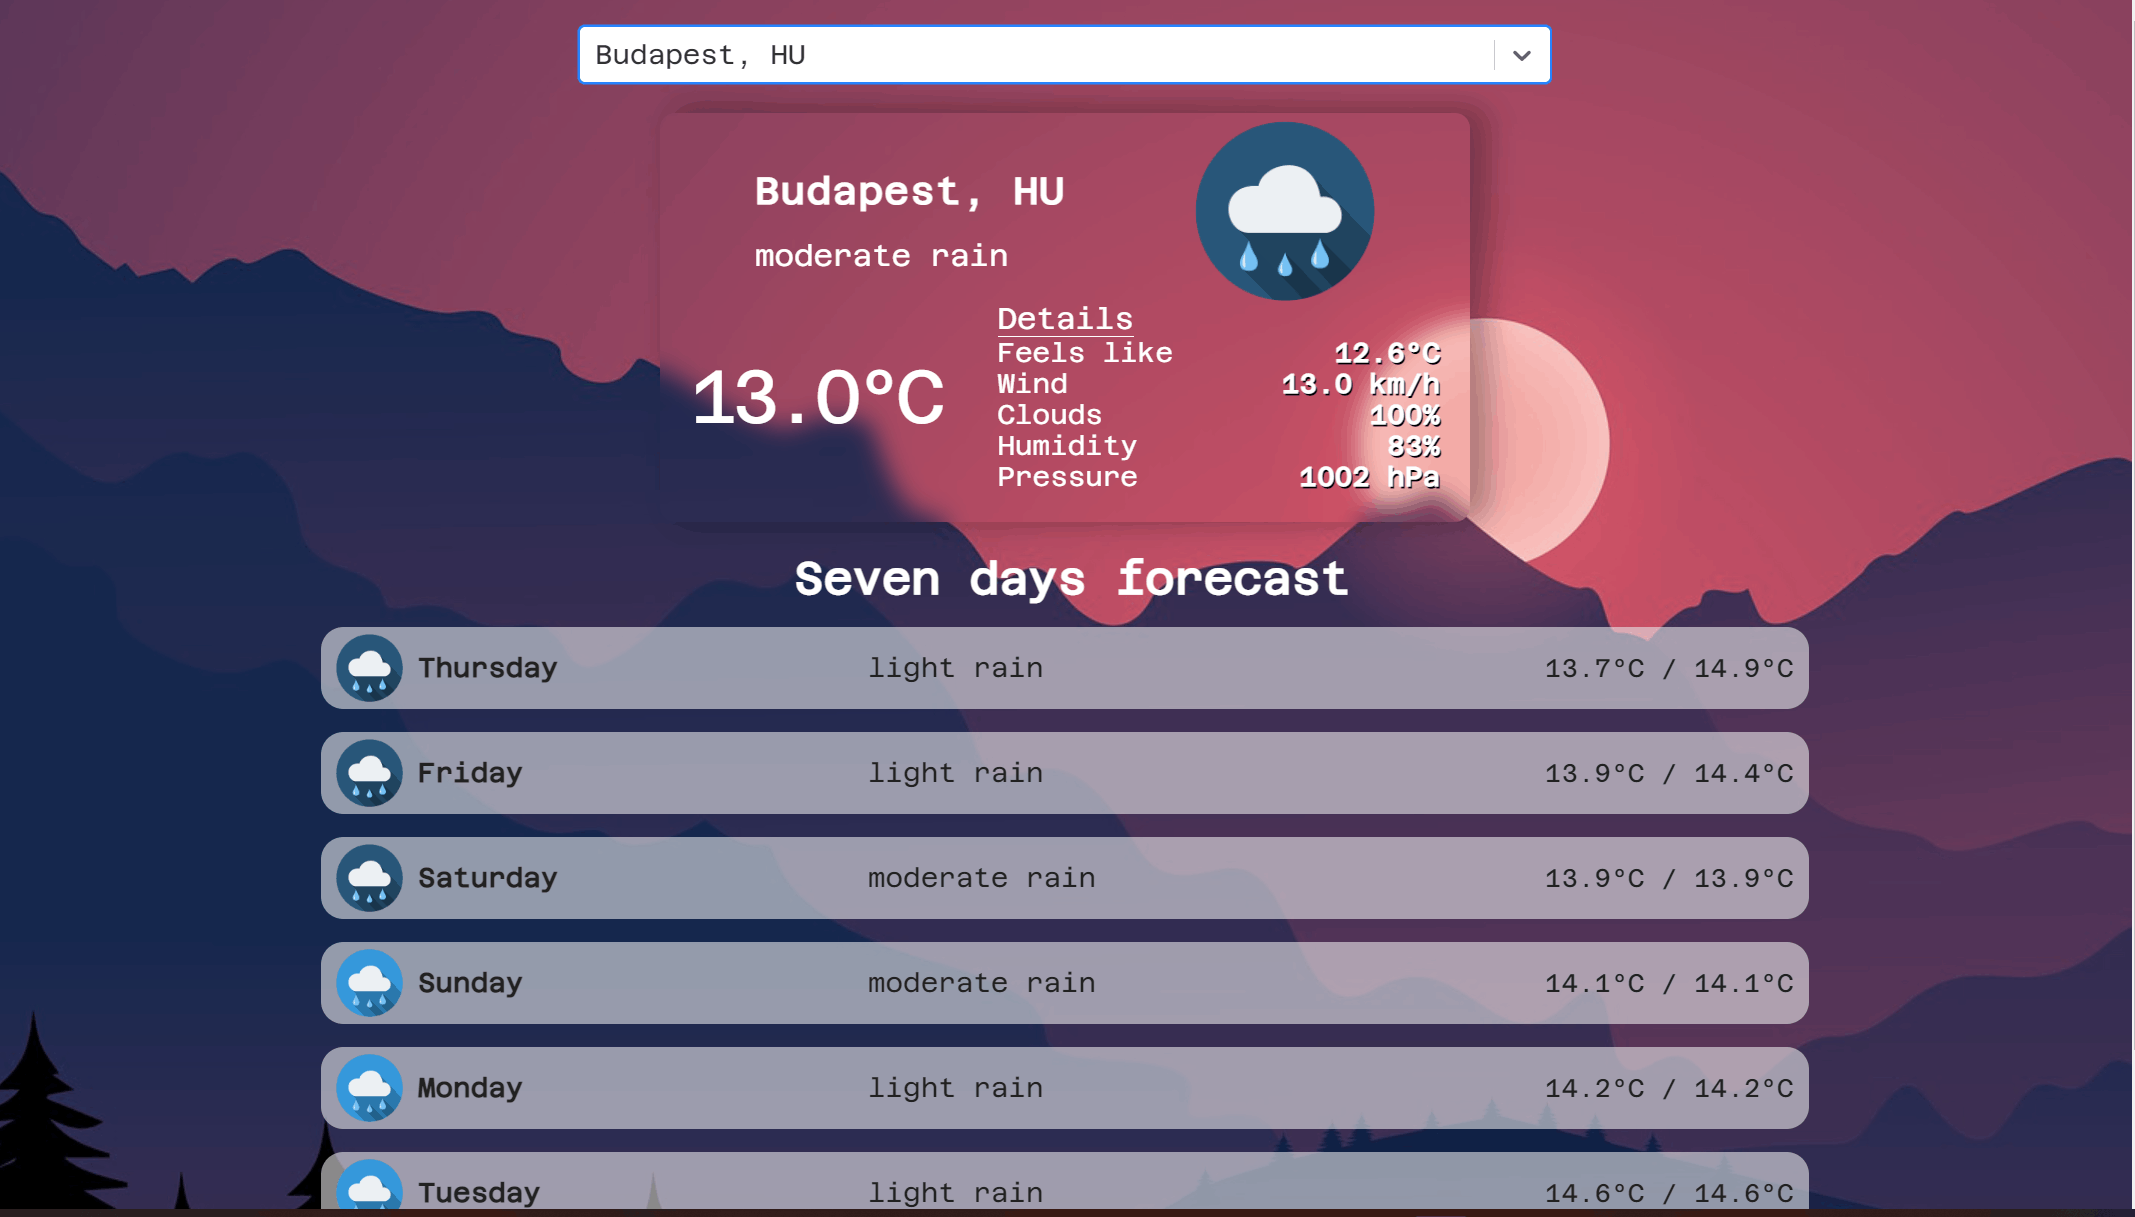 Budapest, HU
Budapest, HU
moderate rain
13.0°C
Details
Feels like 12.6°C
Wind 13.0 km/h
Clouds 100%
Humidity 83%
Pressure 1002 hPa
Seven days forecast
Thursday light rain 13.7°C / 14.9°C
Friday light rain 13.9°C / 14.4°C
Saturday moderate rain 13.9°C / 13.9°C
Sunday moderate rain 14.1°C / 14.1°C
Monday light rain 14.2°C / 14.2°C
Tuesday light rain 14.6°C / 14.6°C